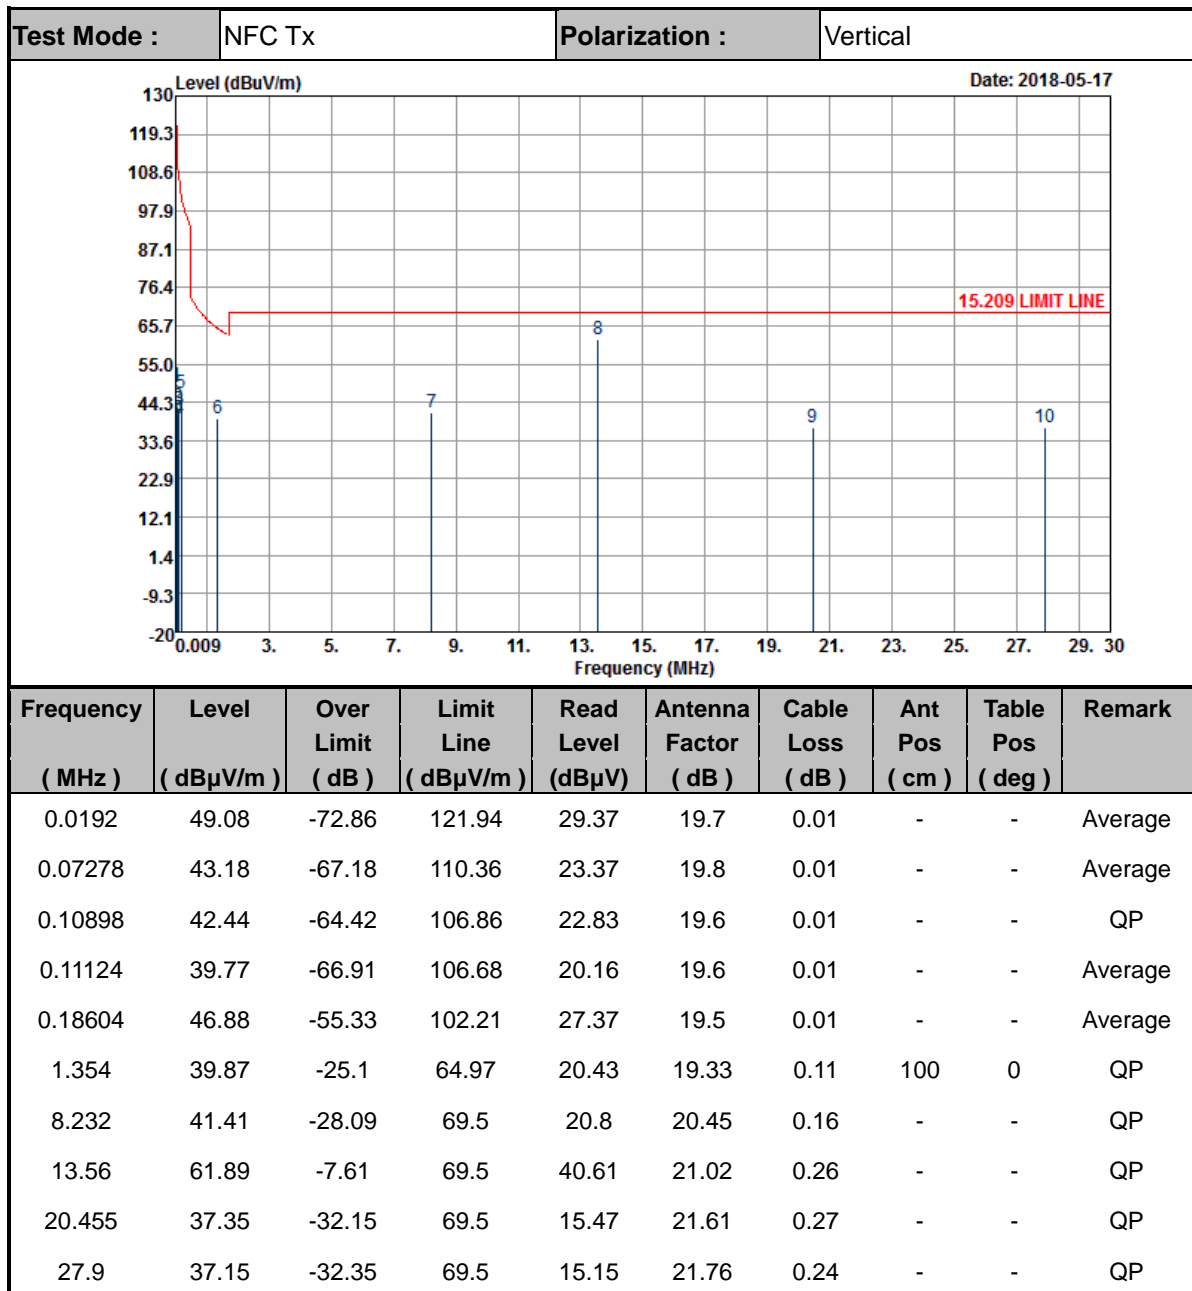 Test Mode : NFC Tx Polarization : Vertical
Level (dBuV/m) Date: 2018-05-17
130
119.3
108.6
97.9
87.1
76.4
15.209 LIMIT LINE
65.7
8
55.0
5
44.3
6
7
9
10
33.6
22.9
12.1
1.4
-9.3
-20
0.009 3. 5. 7. 9. 11. 13. 15. 17. 19. 21. 23. 25. 27. 29. 30
Frequency (MHz)
Frequency Level Over Limit Read Antenna Cable Ant Table Remark
Limit Line Level Factor Loss Pos Pos
( MHz ) ( dBµV/m ) ( dB ) ( dBµV/m ) (dBµV) ( dB ) ( dB ) ( cm ) ( deg )
0.0192 49.08 -72.86 121.94 29.37 19.7 0.01 - - Average
0.07278 43.18 -67.18 110.36 23.37 19.8 0.01 - - Average
0.10898 42.44 -64.42 106.86 22.83 19.6 0.01 - - QP
0.11124 39.77 -66.91 106.68 20.16 19.6 0.01 - - Average
0.18604 46.88 -55.33 102.21 27.37 19.5 0.01 - - Average
1.354 39.87 -25.1 64.97 20.43 19.33 0.11 100 0 QP
8.232 41.41 -28.09 69.5 20.8 20.45 0.16 - - QP
13.56 61.89 -7.61 69.5 40.61 21.02 0.26 - - QP
20.455 37.35 -32.15 69.5 15.47 21.61 0.27 - - QP
27.9 37.15 -32.35 69.5 15.15 21.76 0.24 - - QP